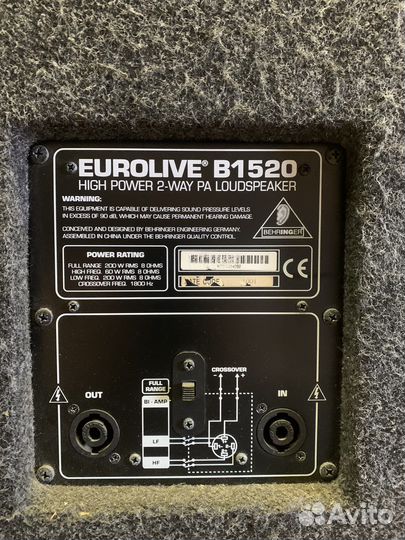 EUROLIVE® B1520
HIGH POWER 2-WAY PA LOUDSPEAKER
WARNING:
THIS EQUIPMENT IS CAPABLE OF DELIVERING SOUND PRESSURE LEVELS
IN EXCESS OF 90 dB, WHICH MAY CAUSE PERMANENT HEARING DAMAGE.
CONCEIVED AND DESIGNED BY BEHRINGER ENGINEERING GERMANY.
ASSEMBLED IN CHINA UNDER THE BEHRINGER QUALITY CONTROL.
BEHRINGER
POWER RATING
FULL RANGE 200 W RMS 8 OHMS
HIGH FREQ. 60 W RMS 8 OHMS
LOW FREQ. 200 W RMS 8 OHMS
CROSSOVER FREQ. 1800 Hz
CE
CROSSOVER
- +
FULL
RANGE
BI - AMP
OUT
IN
LF
HF
Avito